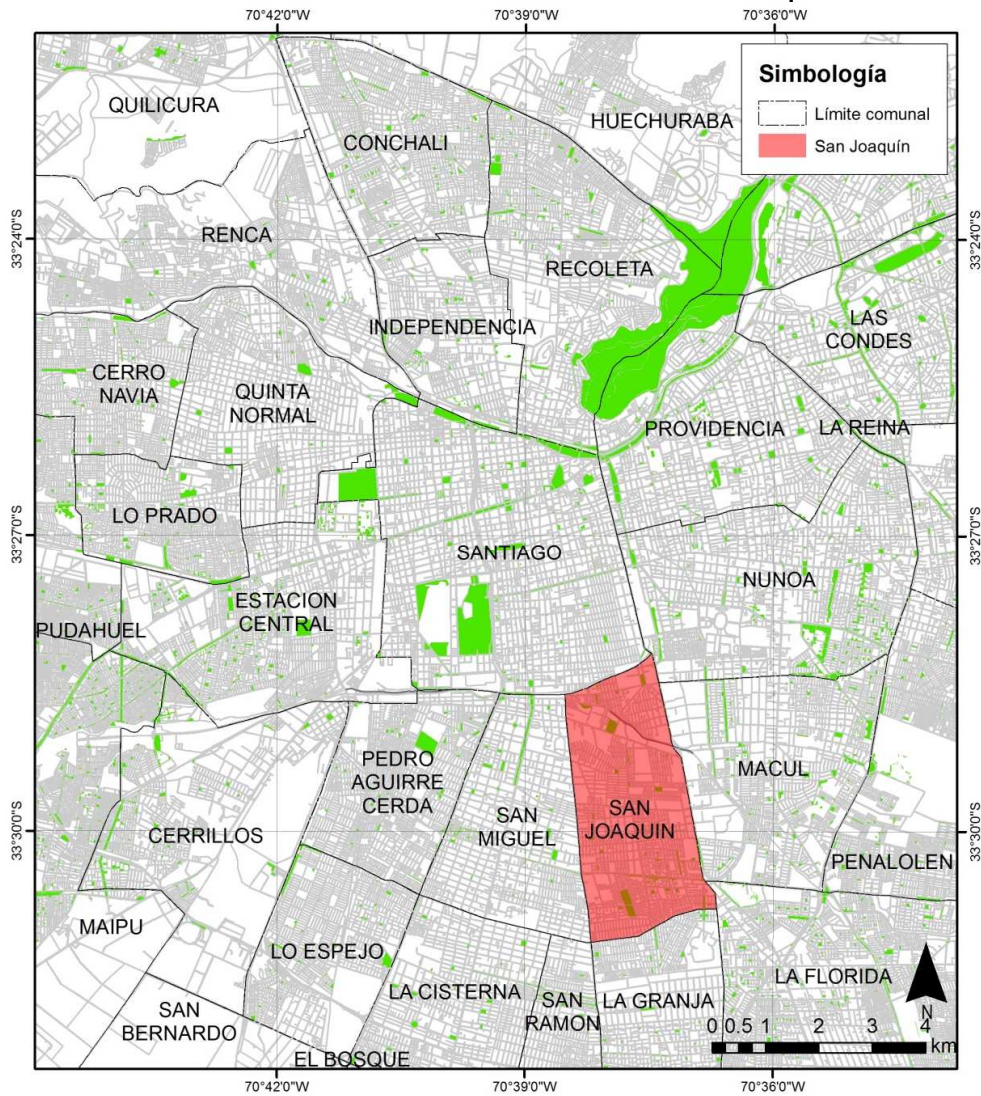 70°42'0"W
70°39'0"W
70°36'0"W
Simbología
Límite comunal
San Joaquín
QUILICURA
CONCHALI
HUECHURABA
33°24'0"S
33°24'0"S
RENCA
RECOLETA
INDEPENDENCIA
LAS
CONDES
CERRO
NAVIA
QUINTA
NORMAL
PROVIDENCIA
LA REINA
LO PRADO
33°27'0"S
33°27'0"S
SANTIAGO
NUNOA
ESTACION
CENTRAL
PUDAHUEL
PEDRO
AGUIRRE
CERDA
MACUL
SAN
MIGUEL
SAN
JOAQUIN
CERRILLOS
33°30'0"S
33°30'0"S
PENALOLEN
MAIPU
LO ESPEJO
LA CISTERNA
SAN
RAMON
LA GRANJA
LA FLORIDA
SAN
BERNARDO
EL BOSQUE
N
0 0.5 1 2 3 4
km
70°42'0"W
70°39'0"W
70°36'0"W